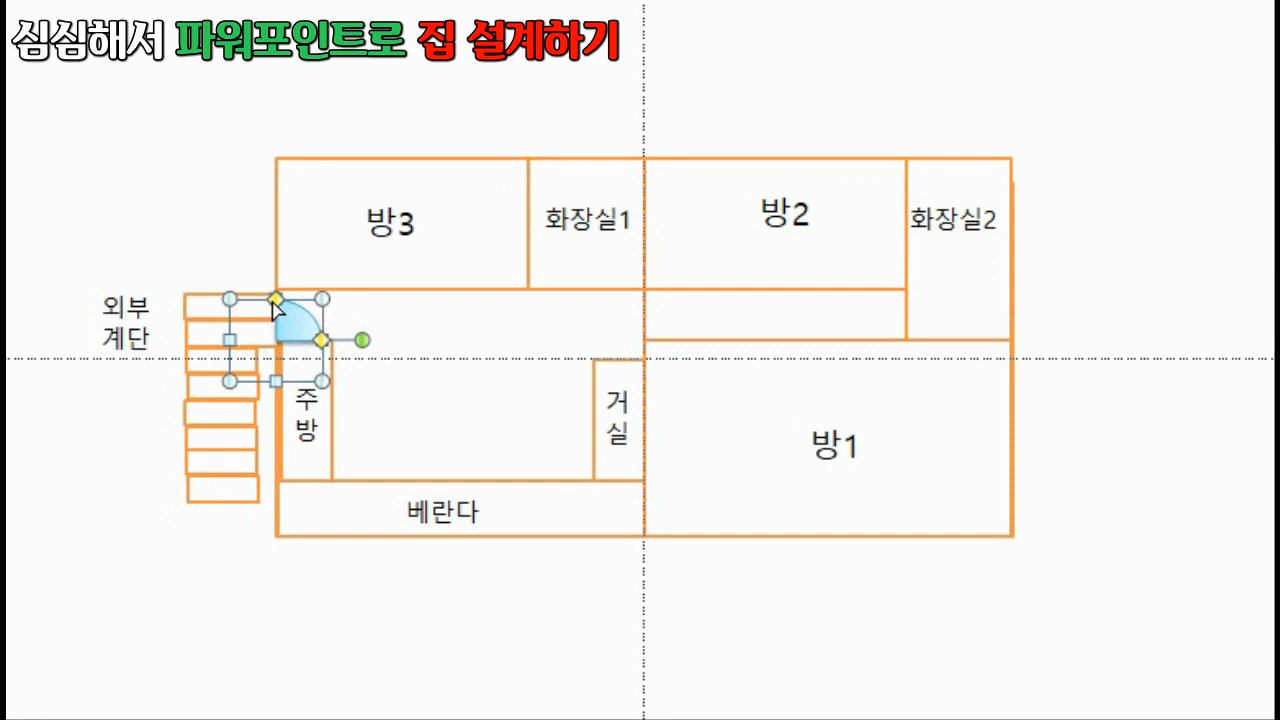 심심해서 파워포인트로 집 설계하기
방3
화장실1
방2
화장실2
외부
계단
주
방
거
실
방1
베란다